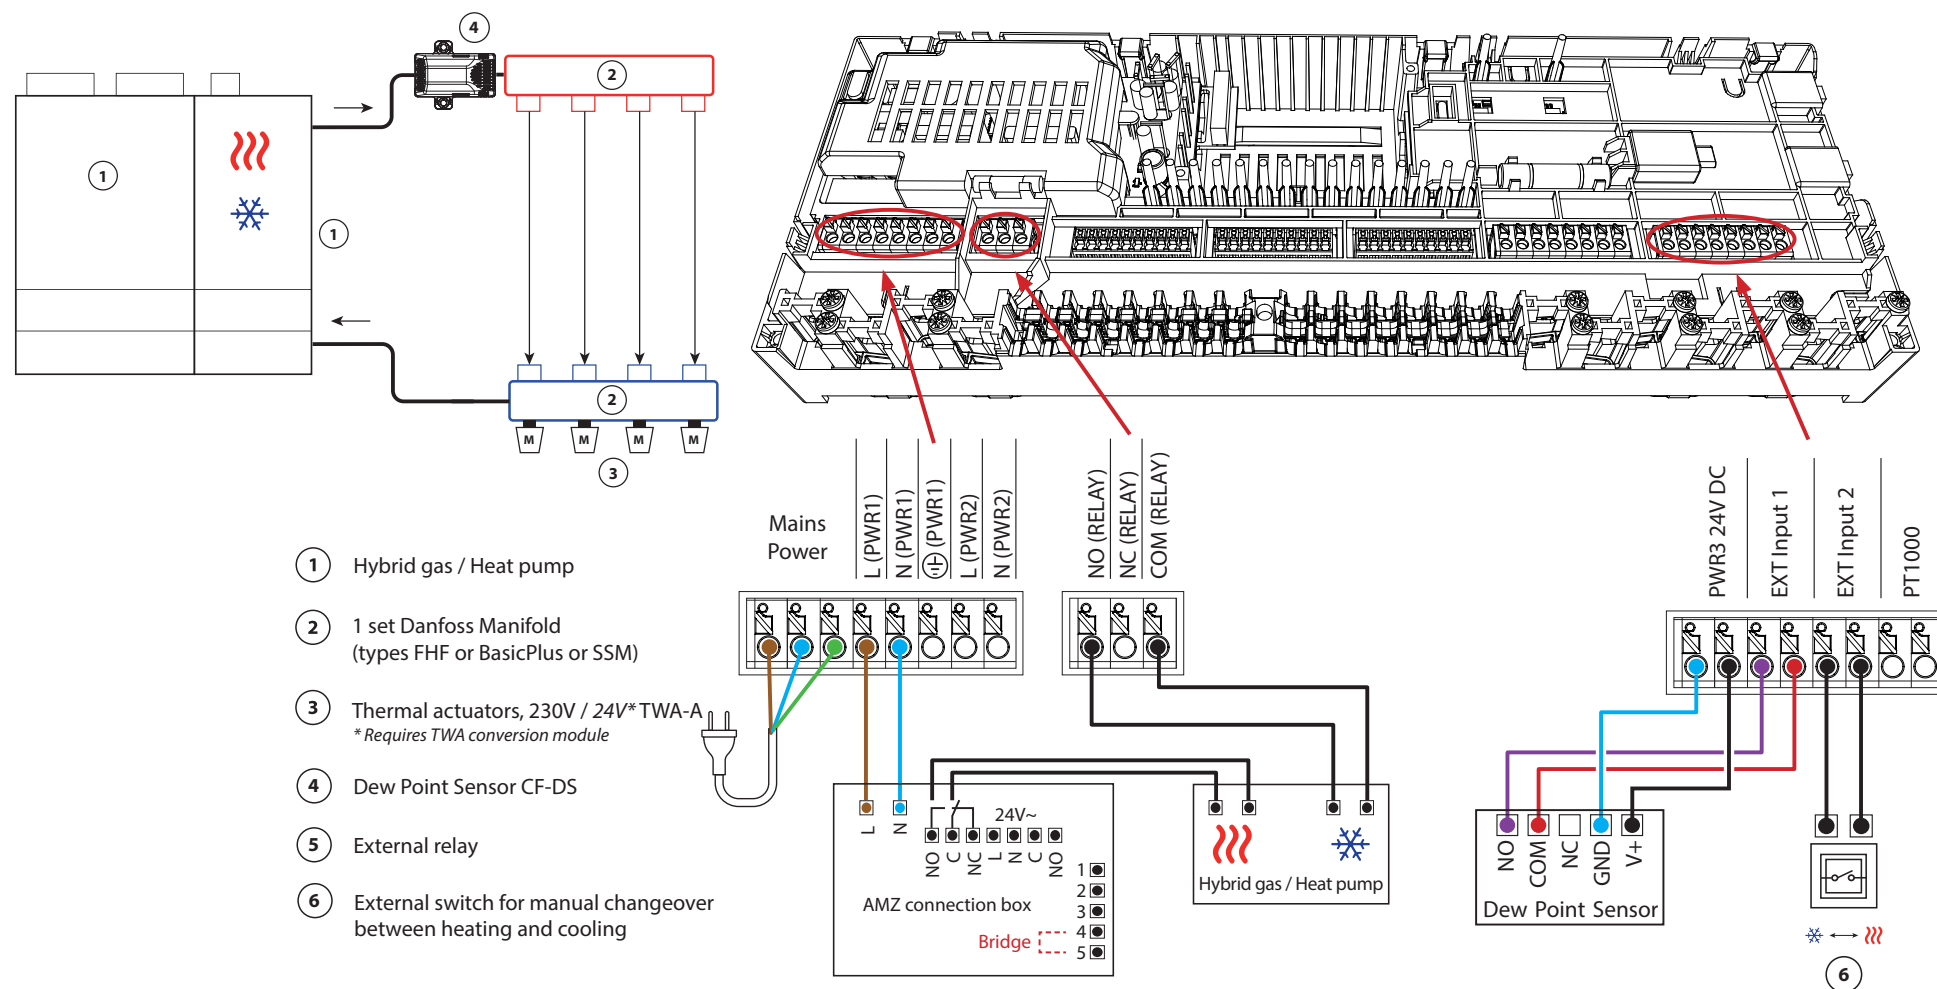 4
2
1
1
2
M M M M
3
1 Hybrid gas / Heat pump
2 1 set Danfoss Manifold
(types FHF or BasicPlus or SSM)
3 Thermal actuators, 230V / 24V* TWA-A
* Requires TWA conversion module
4 Dew Point Sensor CF-DS
5 External relay
6 External switch for manual changeover
between heating and cooling
Mains
Power
L (PWR1)
N (PWR1)
(PWR1)
L (PWR2)
N (PWR2)
NO (RELAY)
NC (RELAY)
COM (RELAY)
PWR3 24V DC
EXT Input 1
EXT Input 2
PT1000
L
N
24V~
NO
C
NC
L
N
C
NO
1
2
3
4
5
AMZ connection box
Bridge
Hybrid gas / Heat pump
NO
COM
NC
GND
V+
Dew Point Sensor
6